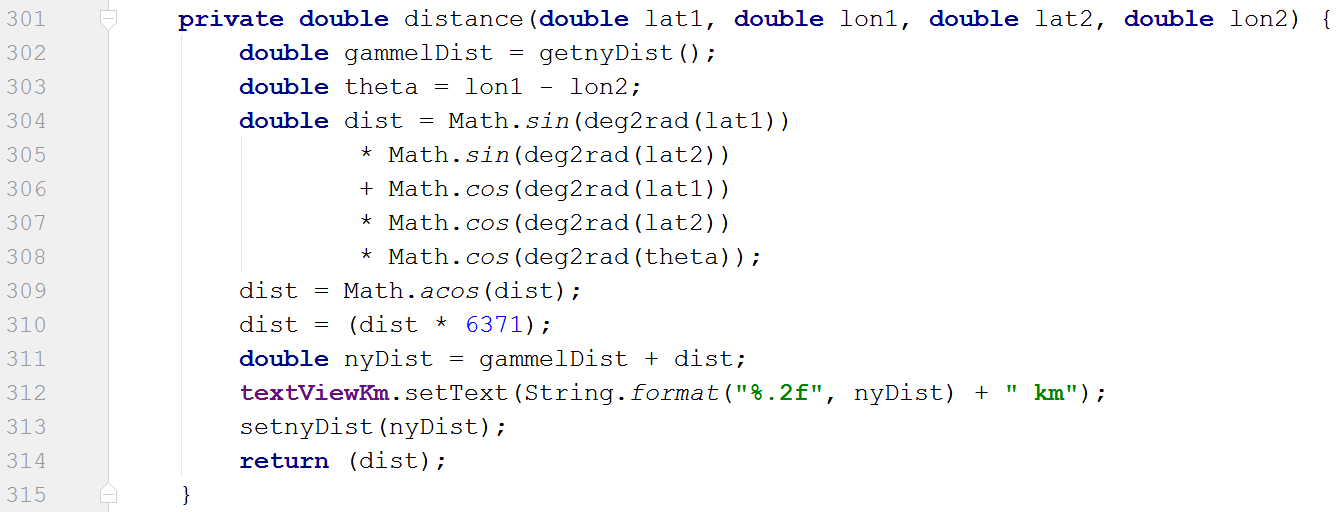 301 private double distance(double lat1, double lon1, double lat2, double lon2) {
302 double gammelDist = getnyDist();
303 double theta = lon1 - lon2;
304 double dist = Math.sin(deg2rad(lat1))
305 * Math.sin(deg2rad(lat2))
306 + Math.cos(deg2rad(lat1))
307 * Math.cos(deg2rad(lat2))
308 * Math.cos(deg2rad(theta));
309 dist = Math.acos(dist);
310 dist = (dist * 6371);
311 double nyDist = gammelDist + dist;
312 textViewKm.setText(String.format("%.2f", nyDist) + " km");
313 setnyDist(nyDist);
314 return (dist);
315 }